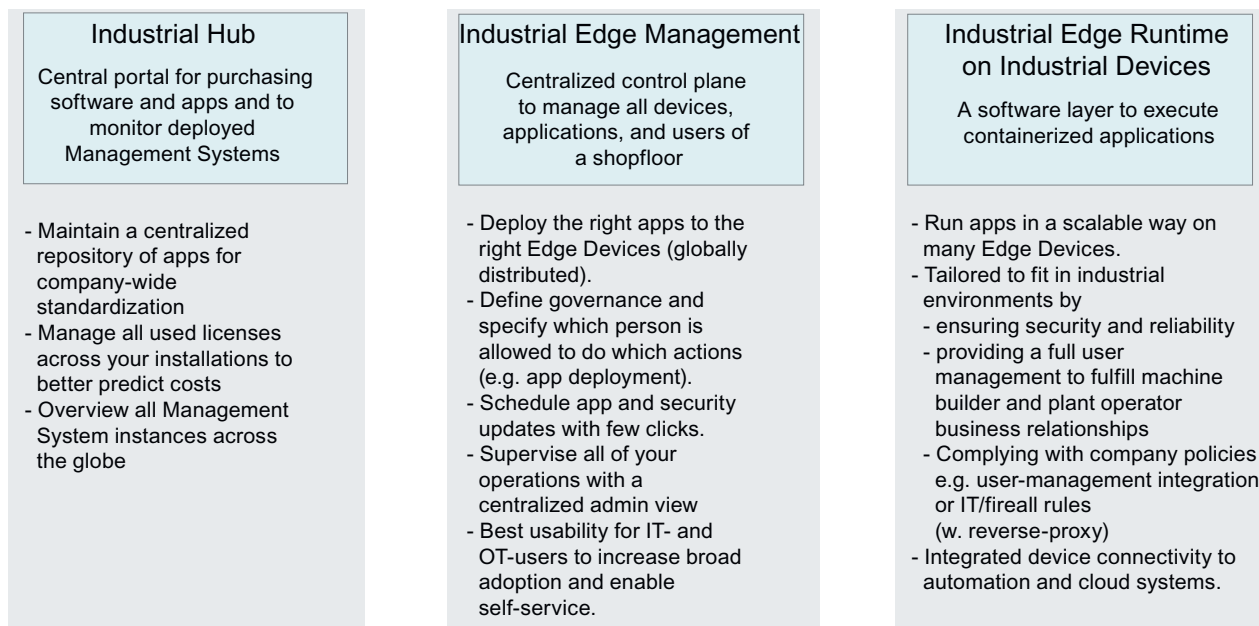 Industrial Hub
Central portal for purchasing
software and apps and to
monitor deployed
Management Systems
- Maintain a centralized
repository of apps for
company-wide
standardization
- Manage all used licenses
across your installations to
better predict costs
- Overview all Management
System instances across
the globe
Industrial Edge Management
Centralized control plane
to manage all devices,
applications, and users of
a shopfloor
- Deploy the right apps to the
right Edge Devices (globally
distributed).
- Define governance and
specify which person is
allowed to do which actions
(e.g. app deployment).
- Schedule app and security
updates with few clicks.
- Supervise all of your
operations with a
centralized admin view
- Best usability for IT- and
OT-users to increase broad
adoption and enable
self-service.
Industrial Edge Runtime
on Industrial Devices
A software layer to execute
containerized applications
- Run apps in a scalable way on
many Edge Devices.
- Tailored to fit in industrial
environments by
- ensuring security and reliability
- providing a full user
management to fulfill machine
builder and plant operator
business relationships
- Complying with company policies
e.g. user-management integration
or IT/fireall rules
(w. reverse-proxy)
- Integrated device connectivity to
automation and cloud systems.